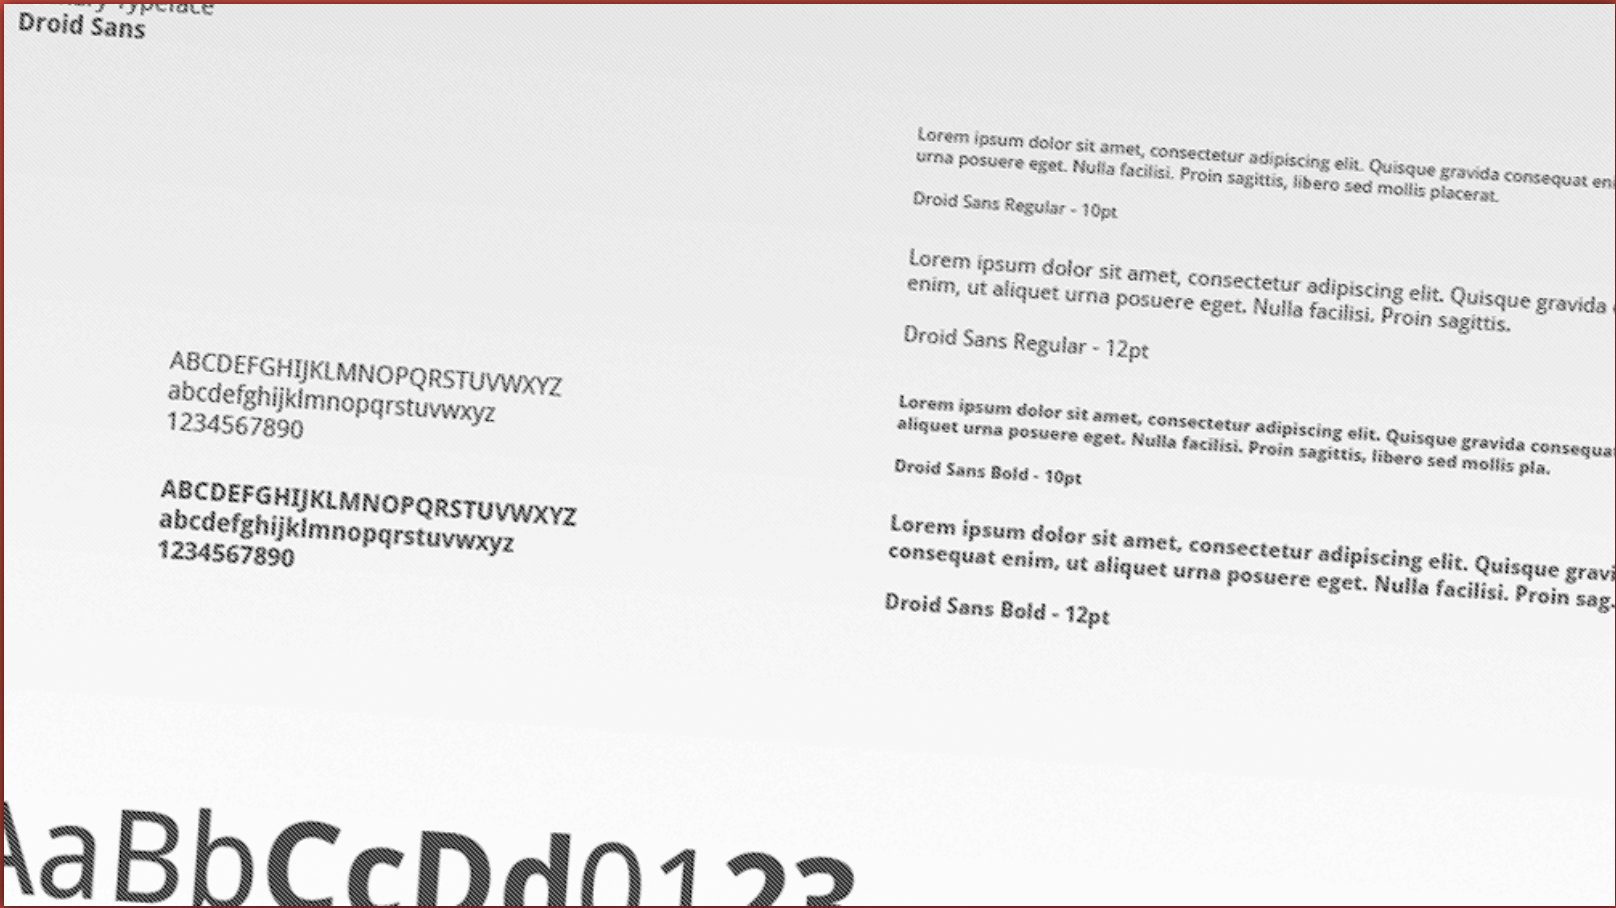 Typeface
Droid Sans
Lorem ipsum dolor sit amet, consectetur adipiscing elit. Quisque gravida consequat
urna posuere eget. Nulla facilisi. Proin sagittis, libero sed mollis placerat.
Droid Sans Regular - 10pt
Lorem ipsum dolor sit amet, consectetur adipiscing elit. Quisque gravida
enim, ut aliquet urna posuere eget. Nulla facilisi. Proin sagittis.
Droid Sans Regular - 12pt
ABCDEFGHIJKLMNOPQRSTUVWXYZ
abcdefghijklmnopqrstuvwxyz
1234567890
ABCDEFGHIJKLMNOPQRSTUVWXYZ
abcdefghijklmnopqrstuvwxyz
1234567890
Lorem ipsum dolor sit amet, consectetur adipiscing elit. Quisque gravida consequat
aliquet urna posuere eget. Nulla facilisi. Proin sagittis, libero sed mollis pla.
Droid Sans Bold - 10pt
Lorem ipsum dolor sit amet, consectetur adipiscing elit. Quisque
consequat enim, ut aliquet urna posuere eget. Nulla facilisi. Proin sag.
Droid Sans Bold - 12pt
AaBbCcDd0123